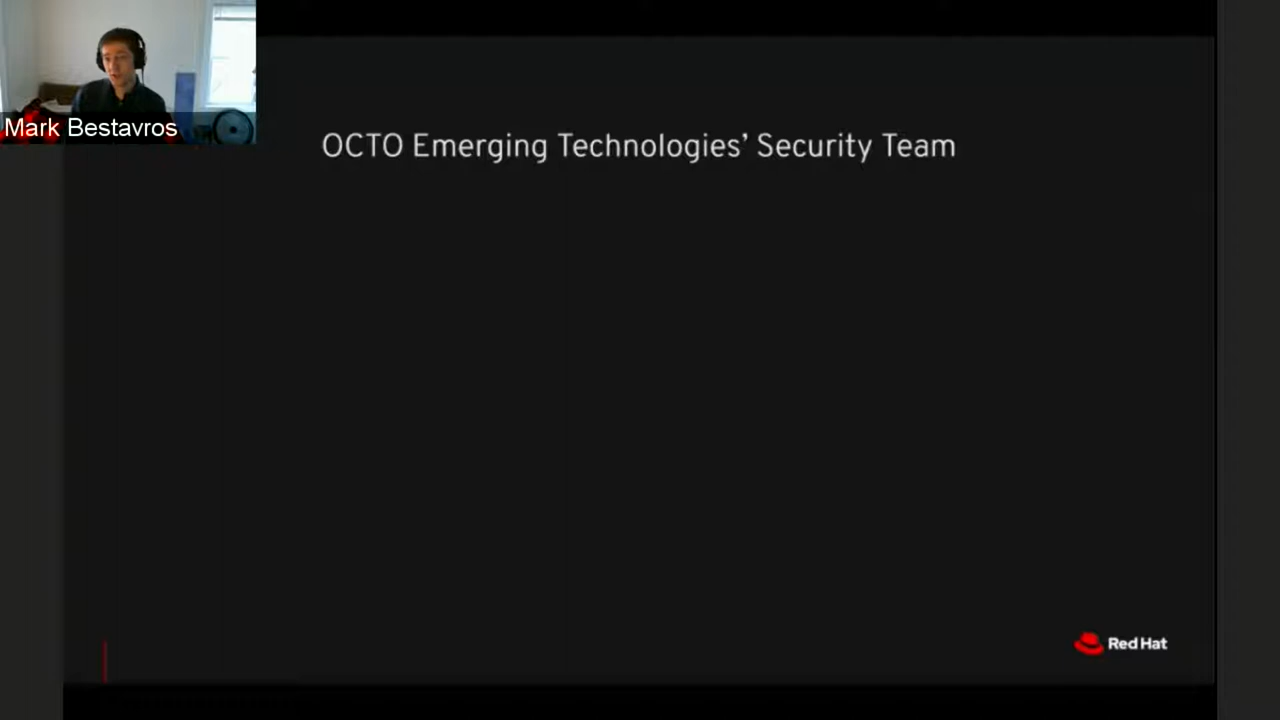 Mark Bestavros
OCTO Emerging Technologies’ Security Team
Red Hat